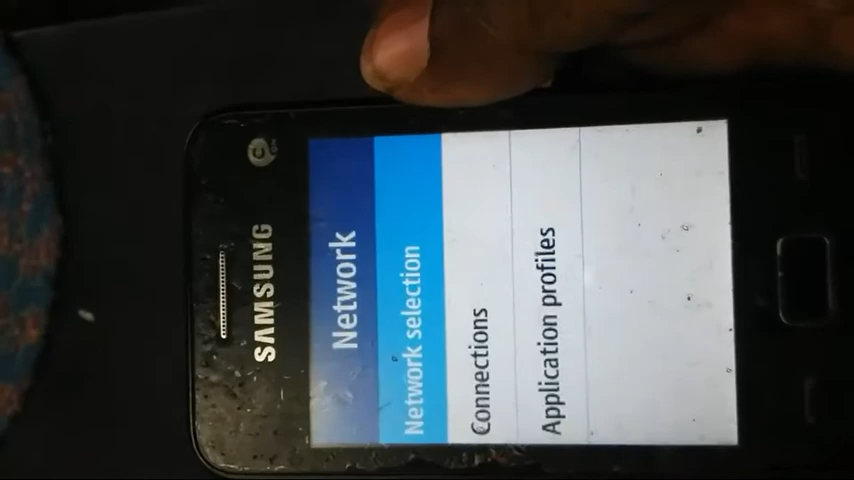 SAMSUNG
Network
Network selection
Connections
Application profiles